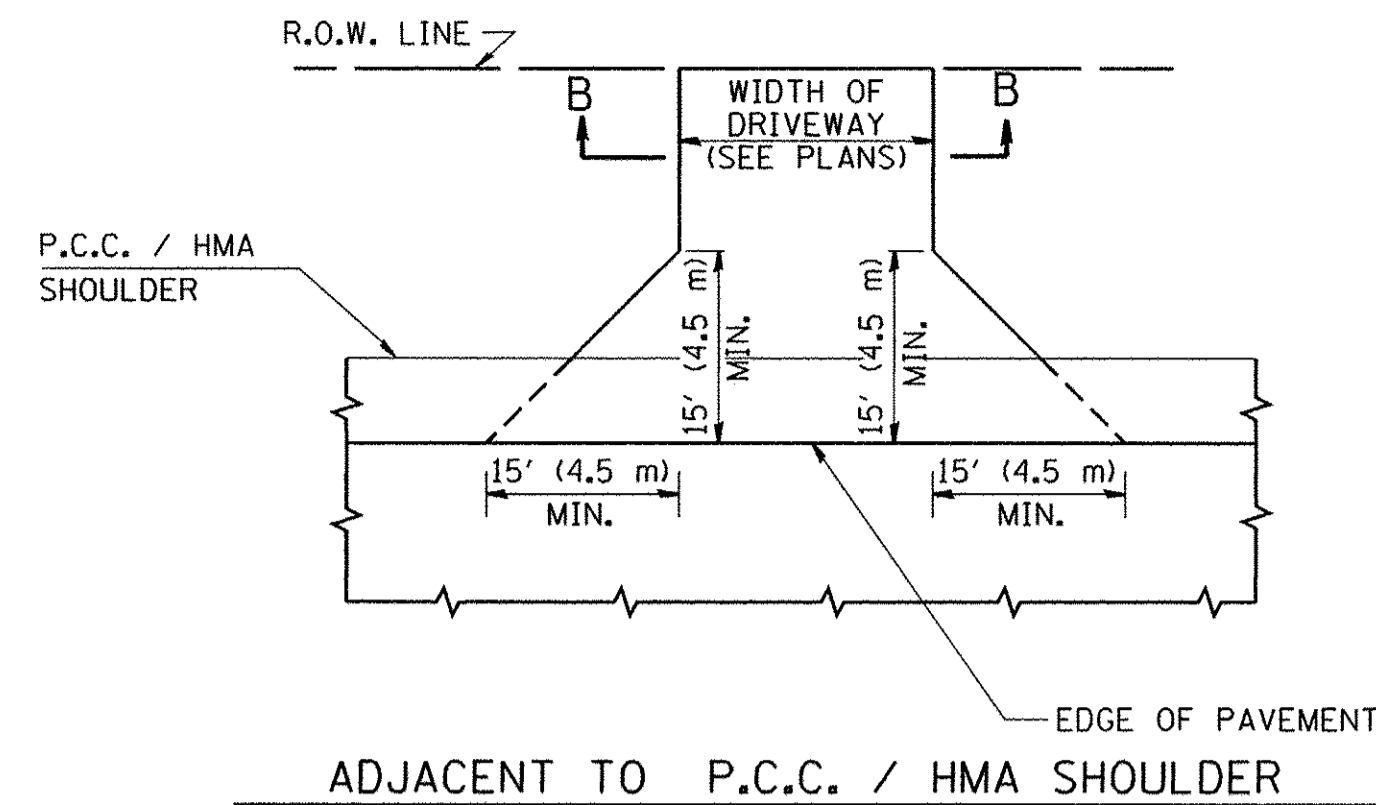 R.O.W. LINE
B
WIDTH OF
DRIVEWAY
(SEE PLANS)
B
P.C.C. / HMA
SHOULDER
15' (4.5 m)
MIN.
15' (4.5 m)
MIN.
15' (4.5 m)
MIN.
15' (4.5 m)
MIN.
EDGE OF PAVEMENT
ADJACENT TO P.C.C. / HMA SHOULDER